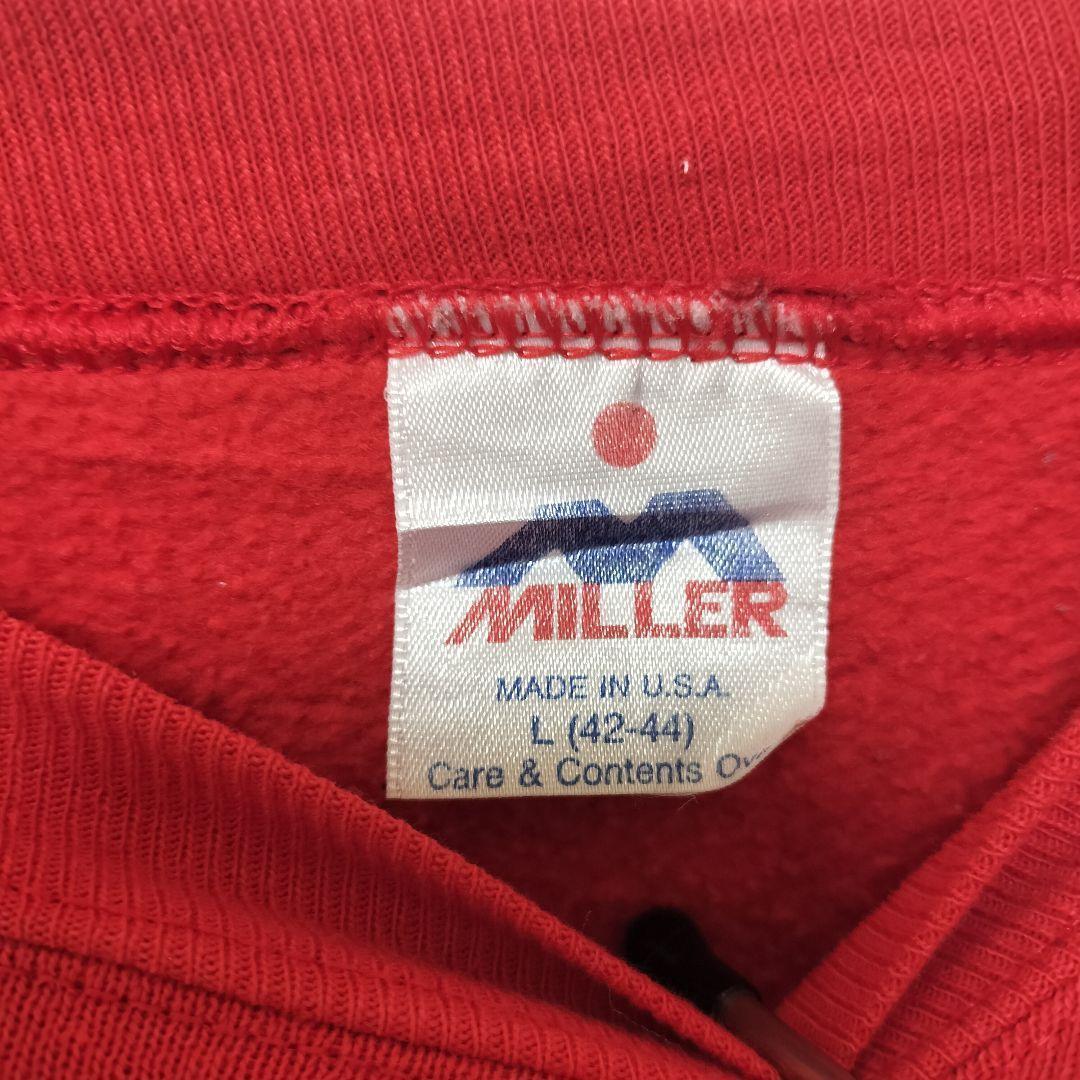 MILLER
MADE IN U.S.A.
L (42-44)
Care & Contents